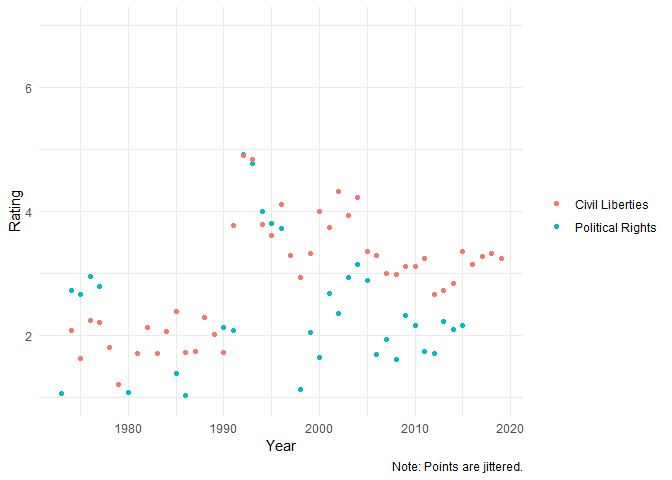 6
4
2
Rating
1980 1990 2000 2010 2020
Year
Civil Liberties
Political Rights
Note: Points are jittered.